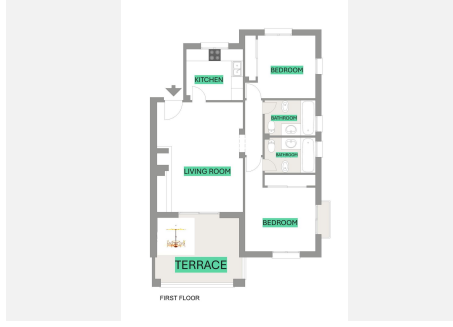 BEDROOM
KITCHEN
BATHROOM
BATHROOM
LIVING ROOM
BEDROOM
TERRACE
FIRST FLOOR